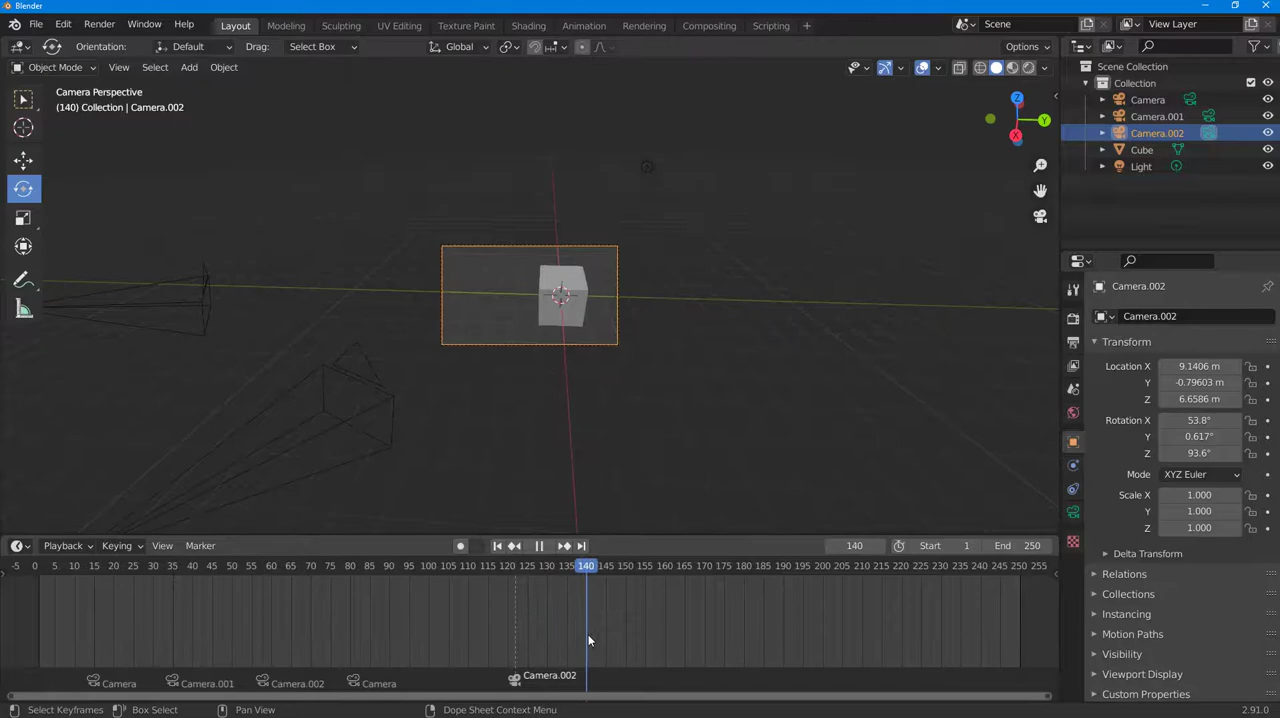 Blender
File Edit Render Window Help Layout Modeling Sculpting UV Editing Texture Paint Shading Animation Rendering Compositing Scripting + Scene View Layer
Orientation: Default Drag: Select Box Global Options
Object Mode View Select Add Object
Scene Collection
Collection
Camera
Camera.001
Camera.002
Cube
Light
Camera Perspective
(140) Collection | Camera.002
Z
Y
X
Camera.002
Camera.002
Transform
Location X 9.1406 m
Y -0.79603 m
Z 6.6586 m
Rotation X 53.8°
Y 0.617°
Z 93.6°
Mode XYZ Euler
Scale X 1.000
Y 1.000
Z 1.000
Delta Transform
Relations
Collections
Instancing
Motion Paths
Visibility
Viewport Display
Custom Properties
Playback Keying View Marker 140 Start 1 End 250
-5 0 5 10 15 20 25 30 35 40 45 50 55 60 65 70 75 80 85 90 95 100 105 110 115 120 125 130 135 140 145 150 155 160 165 170 175 180 185 190 195 200 205 210 215 220 225 230 235 240 245 250 255
Camera Camera.001 Camera.002 Camera Camera.002
Select Keyframes Box Select Pan View Dope Sheet Context Menu 2.91.0